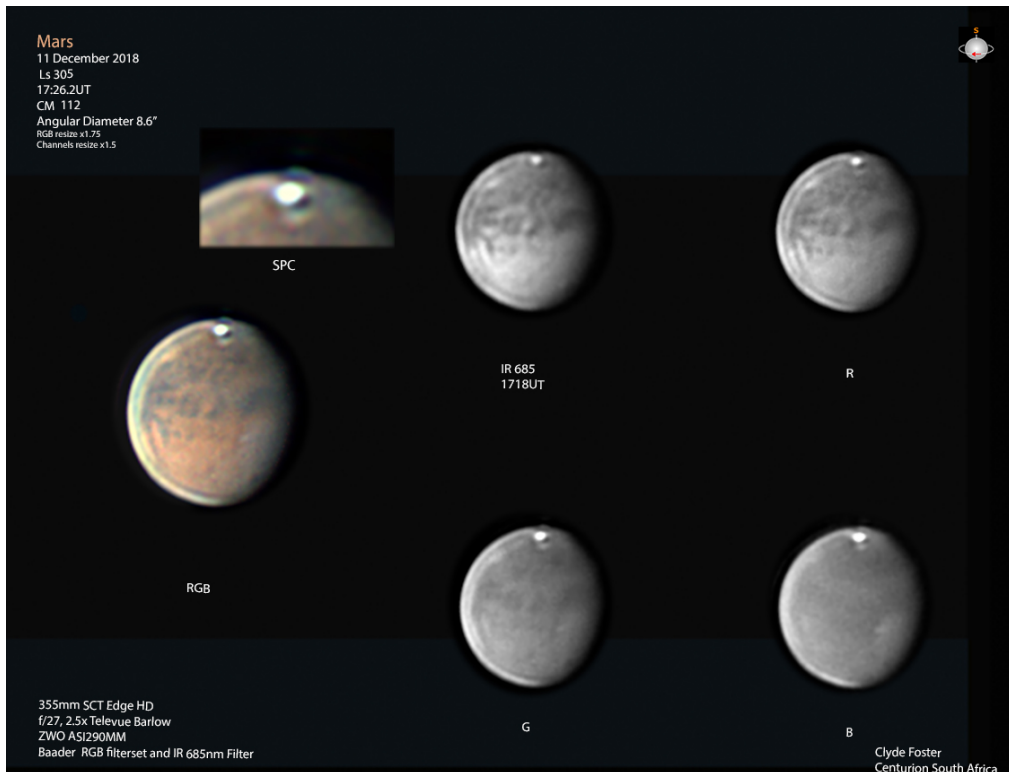 Mars
11 December 2018
Ls 305
17:26.2UT
CM 112
Angular Diameter 8.6"
RGB resize x1.75
Channels resize x1.5
S
SPC
IR 685
1718UT
R
RGB
G
B
355mm SCT Edge HD
f/27, 2.5x Televue Barlow
ZWO ASI290MM
Baader RGB filterset and IR 685nm Filter
Clyde Foster
Centurion South Africa